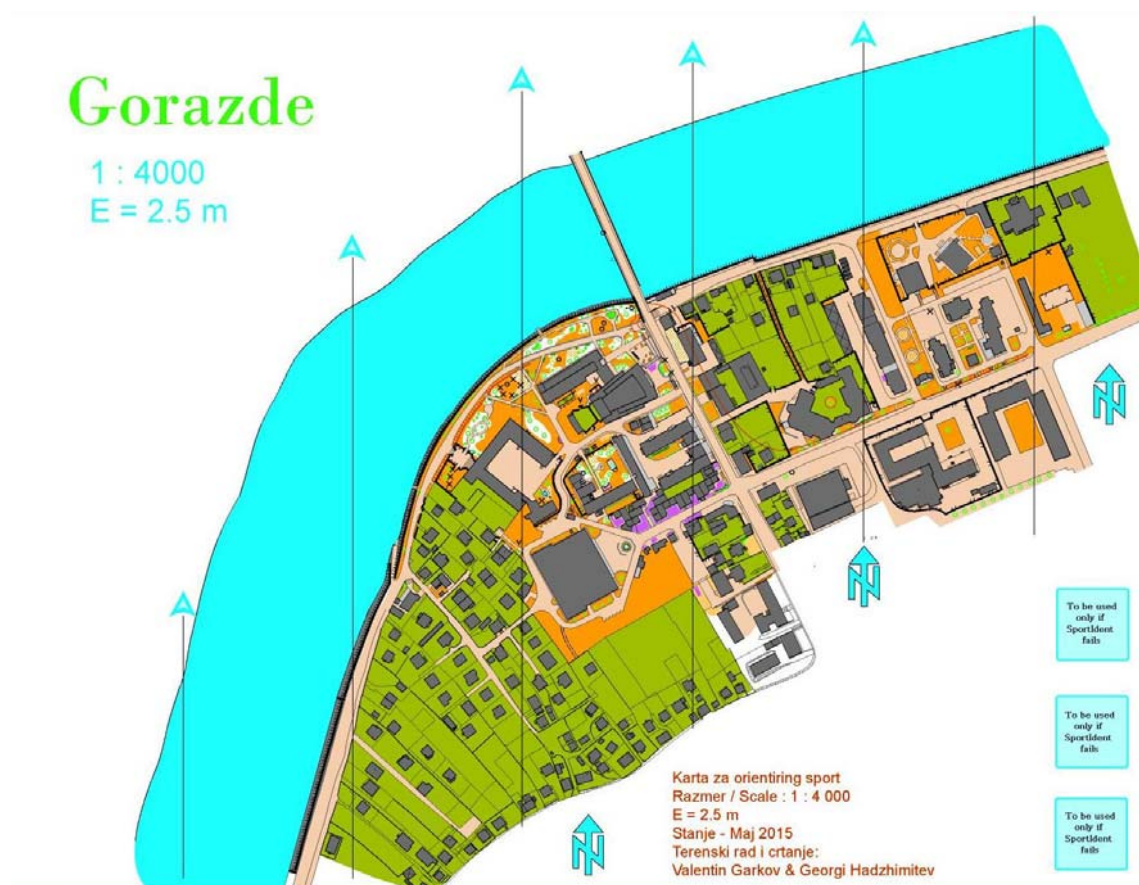 Gorazde
1 : 4000
E = 2.5 m
To be used
only if
SportIdent
fails
To be used
only if
SportIdent
fails
To be used
only if
SportIdent
fails
Karta za orientiring sport
Razmer / Scale : 1 : 4 000
E = 2.5 m
Stanje - Maj 2015
Terenski rad i crtanje:
Valentin Garkov & Georgi Hadzhimitev
N
N
N